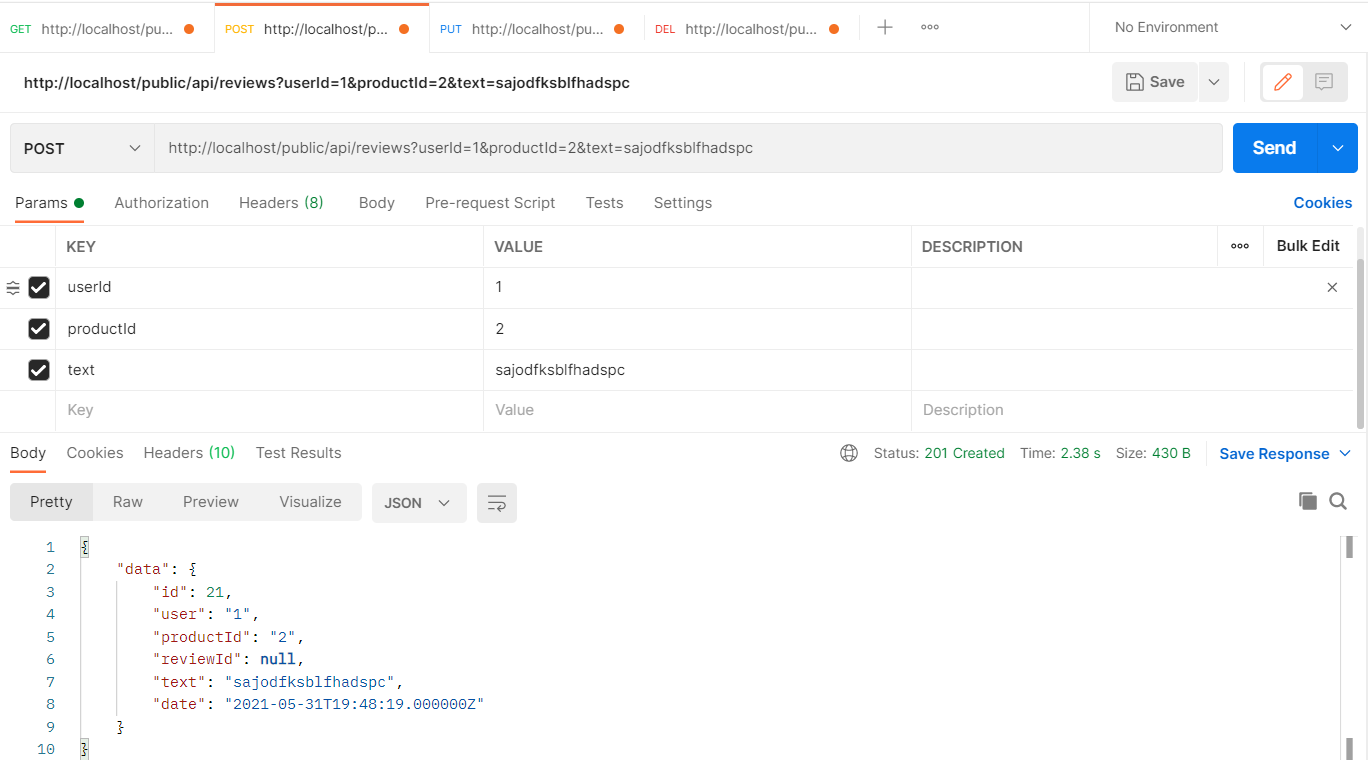 GET http://localhost/pu... POST http://localhost/p... PUT http://localhost/pu... DEL http://localhost/pu... No Environment
http://localhost/public/api/reviews?userId=1&productId=2&text=sajodfksblfhadspc Save
POST http://localhost/public/api/reviews?userId=1&productId=2&text=sajodfksblfhadspc Send
Params Authorization Headers (8) Body Pre-request Script Tests Settings Cookies
KEY VALUE DESCRIPTION Bulk Edit
userId 1
productId 2
text sajodfksblfhadspc
Key Value Description
Body Cookies Headers (10) Test Results Status: 201 Created Time: 2.38 s Size: 430 B Save Response
Pretty Raw Preview Visualize JSON
1 {
2 "data": {
3 "id": 21,
4 "user": "1",
5 "productId": "2",
6 "reviewId": null,
7 "text": "sajodfksblfhadspc",
8 "date": "2021-05-31T19:48:19.000000Z"
9 }
10 }